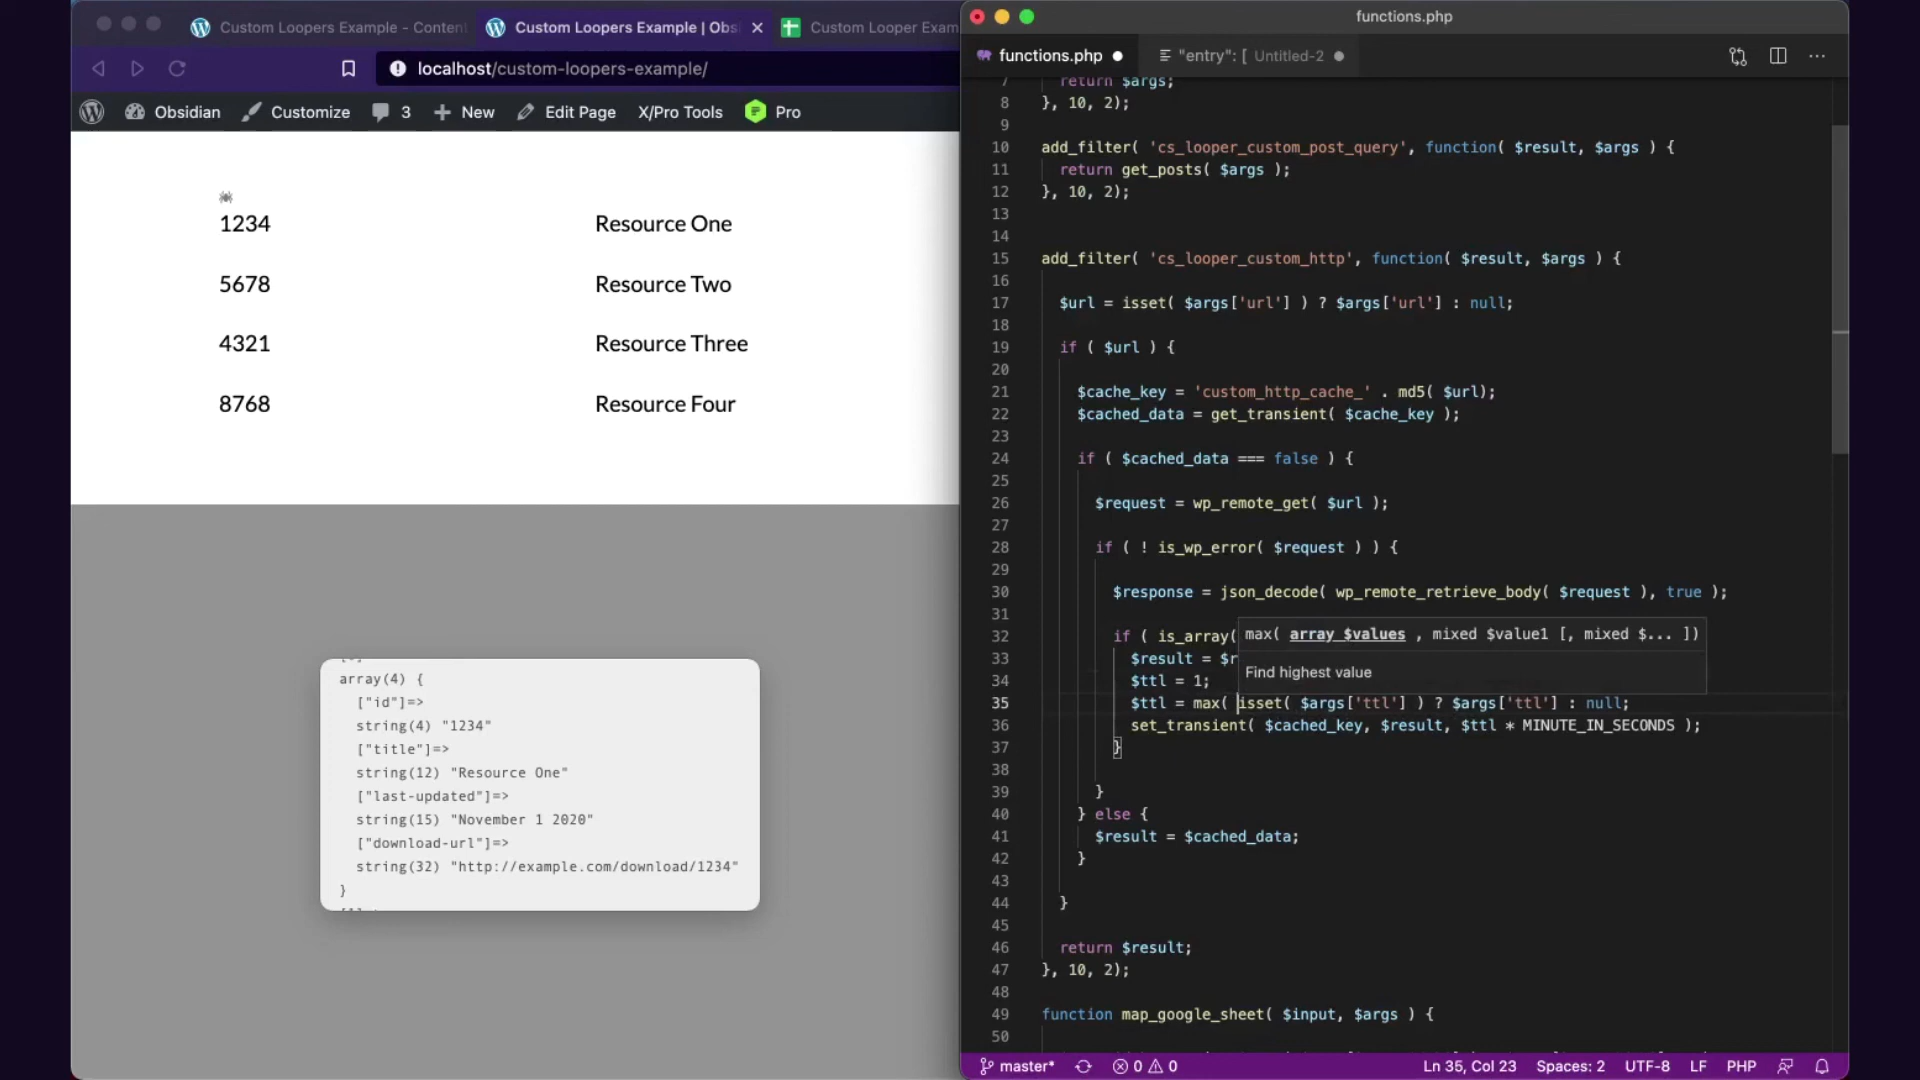 Custom Loopers Example - Conten
Custom Loopers Example | Obs
Custom Looper Exam
localhost/custom-loopers-example/
Obsidian
Customize
3
New
Edit Page
X/Pro Tools
Pro
1234 Resource One
5678 Resource Two
4321 Resource Three
8768 Resource Four
array(4) {
["id"]=>
string(4) "1234"
["title"]=>
string(12) "Resource One"
["last-updated"]=>
string(15) "November 1 2020"
["download-url"]=>
string(32) "http://example.com/download/1234"
}
functions.php
functions.php
"entry": [ Untitled-2
7 return $args;
8 }, 10, 2);
9
10 add_filter( 'cs_looper_custom_post_query', function( $result, $args ) {
11 return get_posts( $args );
12 }, 10, 2);
13
14
15 add_filter( 'cs_looper_custom_http', function( $result, $args ) {
16
17 $url = isset( $args['url'] ) ? $args['url'] : null;
18
19 if ( $url ) {
20
21 $cache_key = 'custom_http_cache_' . md5( $url);
22 $cached_data = get_transient( $cache_key );
23
24 if ( $cached_data === false ) {
25
26 $request = wp_remote_get( $url );
27
28 if ( ! is_wp_error( $request ) ) {
29
30 $response = json_decode( wp_remote_retrieve_body( $request ), true );
31
32 if ( is_array(
33 $result = $r
34 $ttl = 1;
35 $ttl = max( isset( $args['ttl'] ) ? $args['ttl'] : null;
36 set_transient( $cached_key, $result, $ttl * MINUTE_IN_SECONDS );
37 }
38
39 }
40 } else {
41 $result = $cached_data;
42 }
43
44 }
45
46 return $result;
47 }, 10, 2);
48
49 function map_google_sheet( $input, $args ) {
50
max( array $values , mixed $value1 [, mixed $... ])
Find highest value
master*
0
0
Ln 35, Col 23
Spaces: 2
UTF-8
LF
PHP